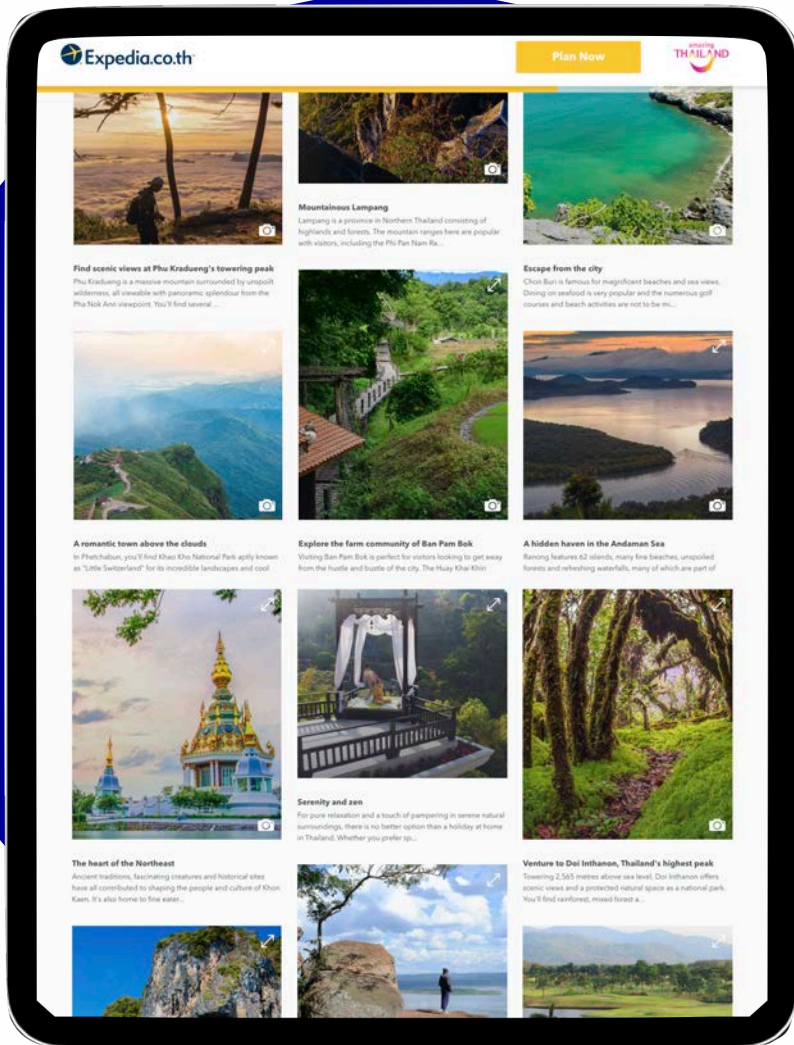 Expedia.co.th
Plan Now
amazing
THAILAND
Mountainous Lampang
Lampang is a province in Northern Thailand consisting of
highlands and forests. The mountain ranges here are popular
with visitors, including the Phi Pan Nam Ra...
Find scenic views at Phu Kradueng's towering peak
Phu Kradueng is a massive mountain surrounded by unspoilt
wilderness, all viewable with panoramic splendour from the
Pha Nok Ann viewpoint. You'll find several ...
Escape from the city
Chon Buri is famous for magnificent beaches and sea views.
Dining on seafood is very popular and the numerous golf
courses and beach activities are not to be mi...
A romantic town above the clouds
In Phetchabun, you'll find Khao Kho National Park aptly known
as "Little Switzerland" for its incredible landscapes and cool
Explore the farm community of Ban Pam Bok
Visiting Ban Pam Bok is perfect for visitors looking to get away
from the hustle and bustle of the city. The Huay Khai Khiri
A hidden haven in the Andaman Sea
Ranong features 62 islands, many fine beaches, unspoiled
forests and refreshing waterfalls, many of which are part of
Serenity and zen
For pure relaxation and a touch of pampering in serene natural
surroundings, there is no better option than a holiday at home
in Thailand. Whether you prefer sp...
The heart of the Northeast
Ancient traditions, fascinating creatures and historical sites
have all contributed to shaping the people and culture of Khon
Kaen. It's also home to fine eater...
Venture to Doi Inthanon, Thailand's highest peak
Towering 2,565 metres above sea level, Doi Inthanon offers
scenic views and a protected natural space as a national park.
You'll find rainforest, mixed forest a...